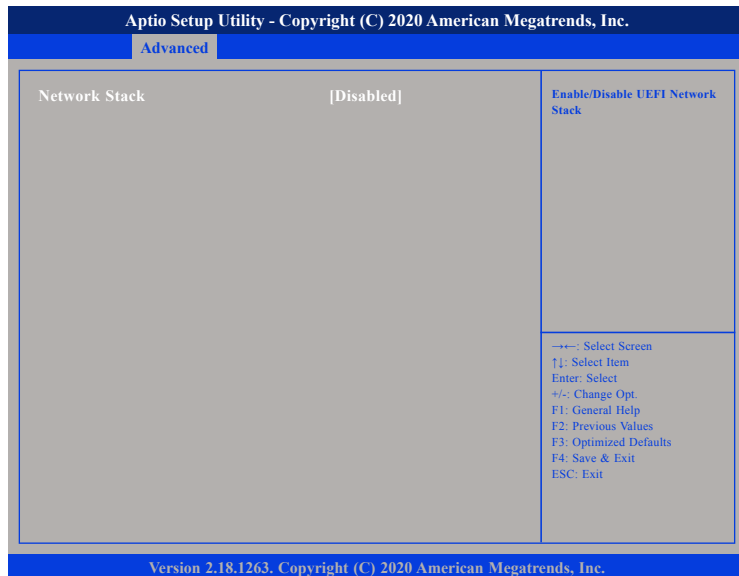 Aptio Setup Utility - Copyright (C) 2020 American Megatrends, Inc.
Advanced
Network Stack [Disabled]
Enable/Disable UEFI Network
Stack
→←: Select Screen
↑↓: Select Item
Enter: Select
+/-: Change Opt.
F1: General Help
F2: Previous Values
F3: Optimized Defaults
F4: Save & Exit
ESC: Exit
Version 2.18.1263. Copyright (C) 2020 American Megatrends, Inc.